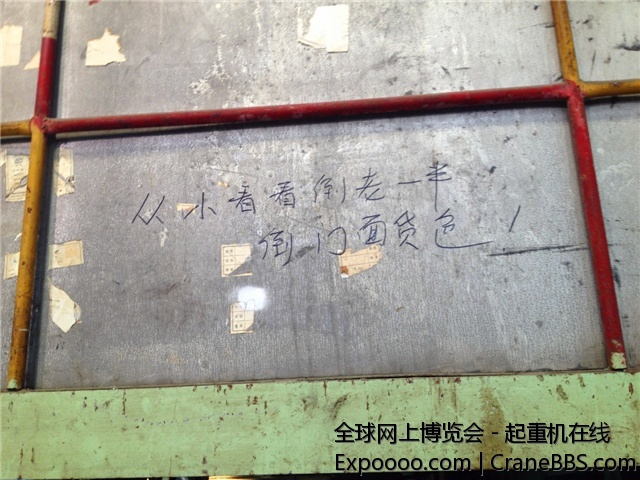 从小看看倒老一半
倒门面货色！
全球网上博览会 - 起重机在线
Expoooo.com | CraneBBS.com